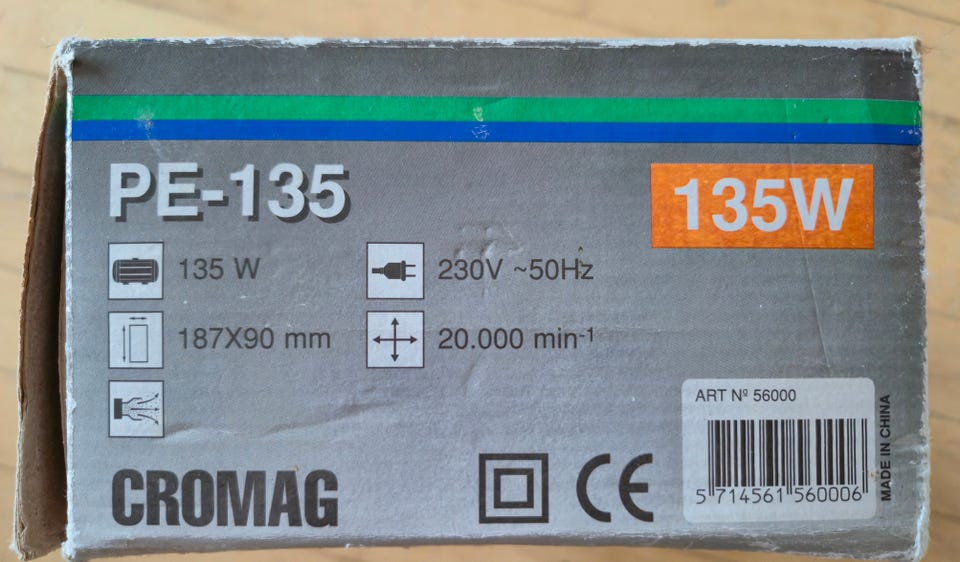 PE-135
135W
135 W
230V ~50Hz
187X90 mm
20.000 min-1
ART Nº 56000
5 714561 560006
MADE IN CHINA
CROMAG
CE